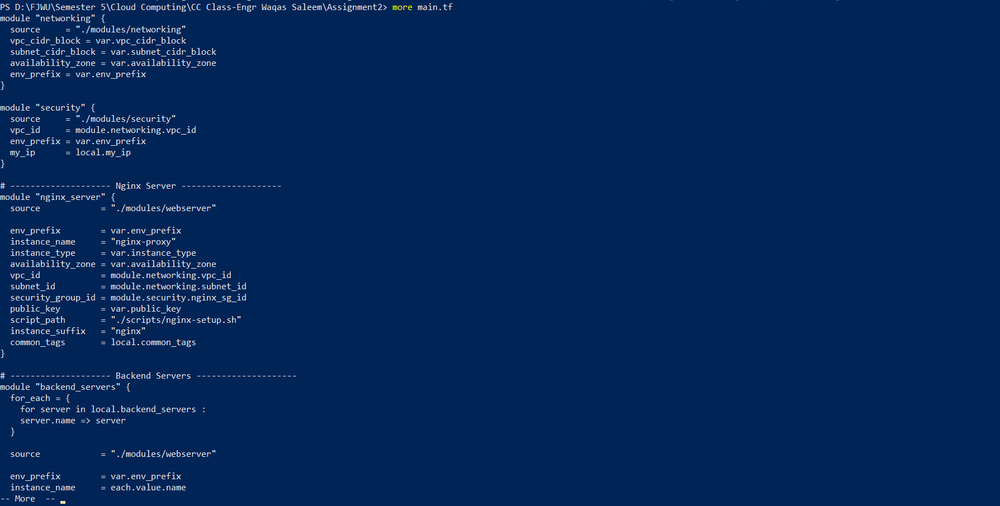 PS D:\FJWU\Semester 5\Cloud Computing\CC Class-Engr Waqas Saleem\Assignment2> more main.tf
module "networking" {
  source     = "./modules/networking"
  vpc_cidr_block = var.vpc_cidr_block
  subnet_cidr_block = var.subnet_cidr_block
  availability_zone = var.availability_zone
  env_prefix = var.env_prefix
}

module "security" {
  source     = "./modules/security"
  vpc_id     = module.networking.vpc_id
  env_prefix = var.env_prefix
  my_ip      = local.my_ip
}

# -------------------- Nginx Server --------------------
module "nginx_server" {
  source            = "./modules/webserver"

  env_prefix        = var.env_prefix
  instance_name     = "nginx-proxy"
  instance_type     = var.instance_type
  availability_zone = var.availability_zone
  vpc_id            = module.networking.vpc_id
  subnet_id         = module.networking.subnet_id
  security_group_id = module.security.nginx_sg_id
  public_key        = var.public_key
  script_path       = "./scripts/nginx-setup.sh"
  instance_suffix   = "nginx"
  common_tags       = local.common_tags
}

# -------------------- Backend Servers --------------------
module "backend_servers" {
  for_each = {
    for server in local.backend_servers :
    server.name => server
  }

  source            = "./modules/webserver"

  env_prefix        = var.env_prefix
  instance_name     = each.value.name
-- More  --